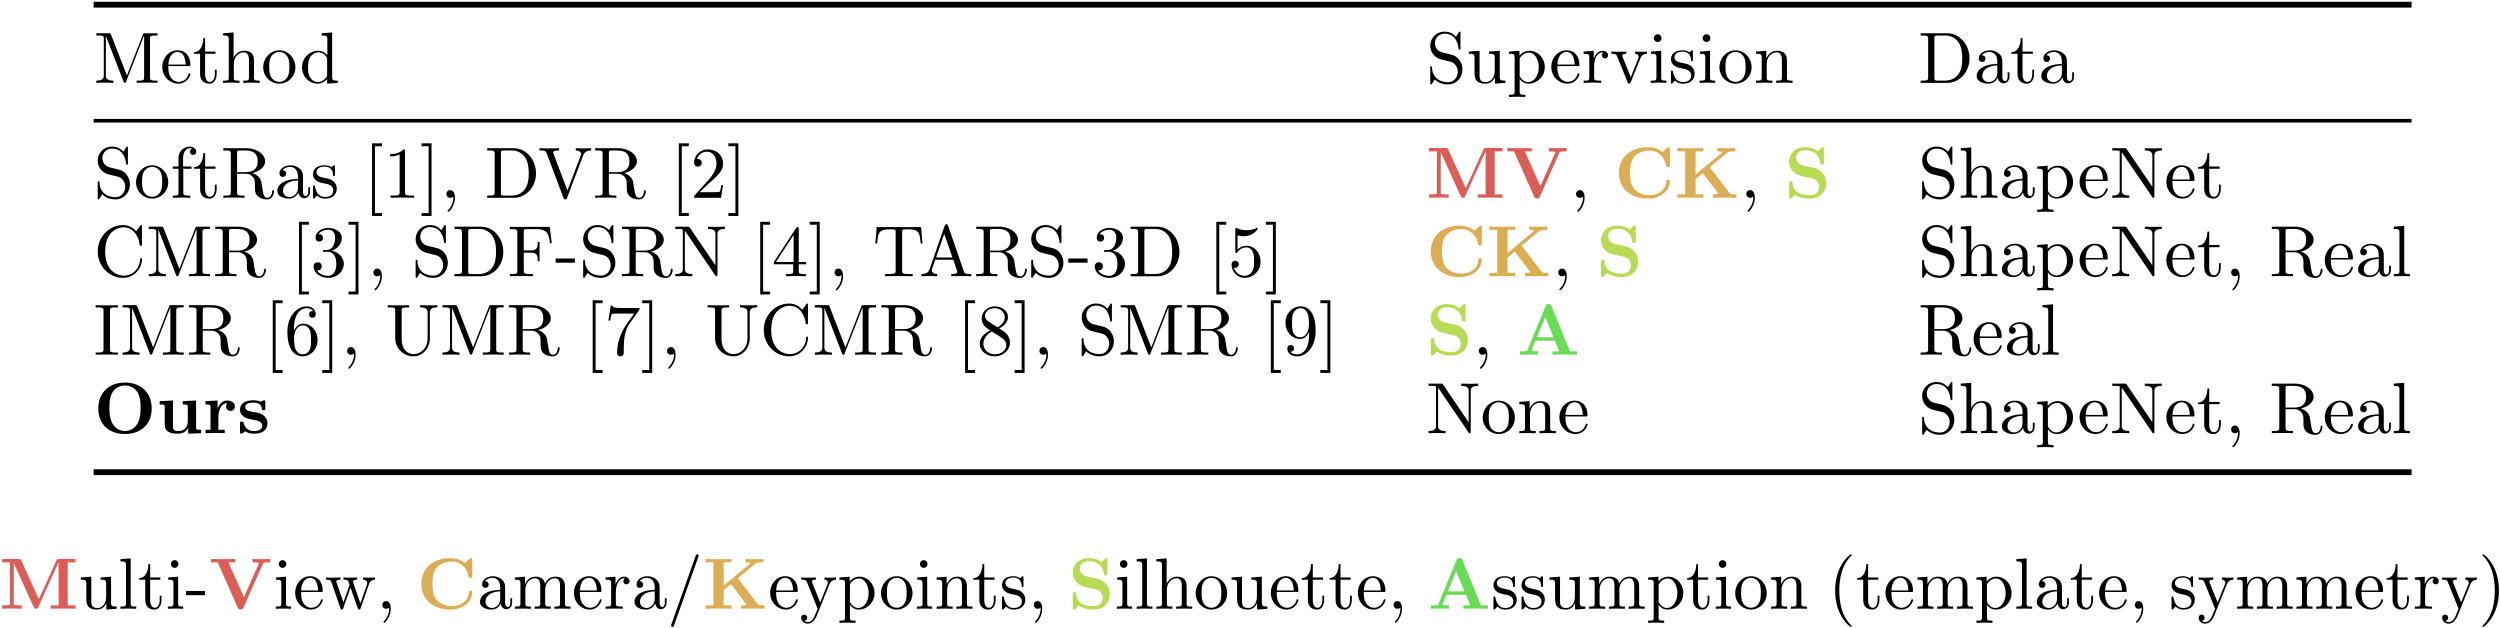 Method Supervision Data
SoftRas [1], DVR [2] MV, CK, S ShapeNet
CMR [3], SDF-SRN [4], TARS-3D [5] CK, S ShapeNet, Real
IMR [6], UMR [7], UCMR [8], SMR [9] S, A Real
Ours None ShapeNet, Real
Multi-View, Camera/Keypoints, Silhouette, Assumption (template, symmetry)